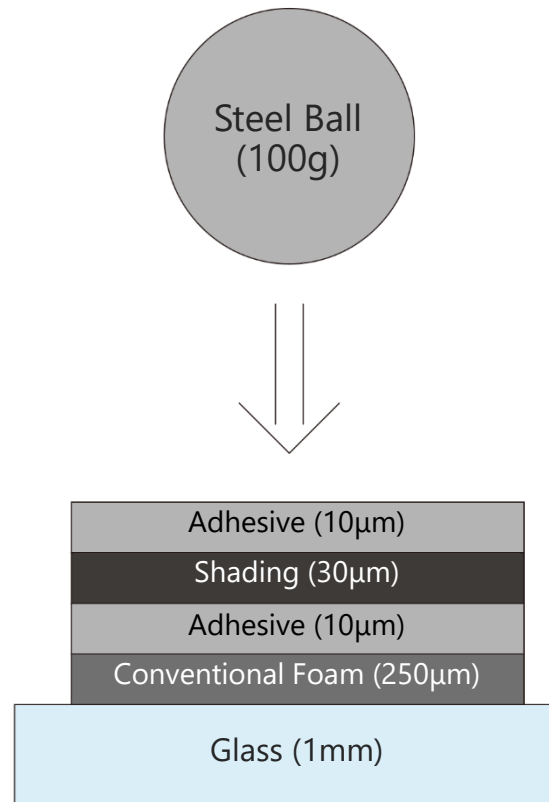 Steel Ball
(100g)
Adhesive (10μm)
Shading (30μm)
Adhesive (10μm)
Conventional Foam (250μm)
Glass (1mm)